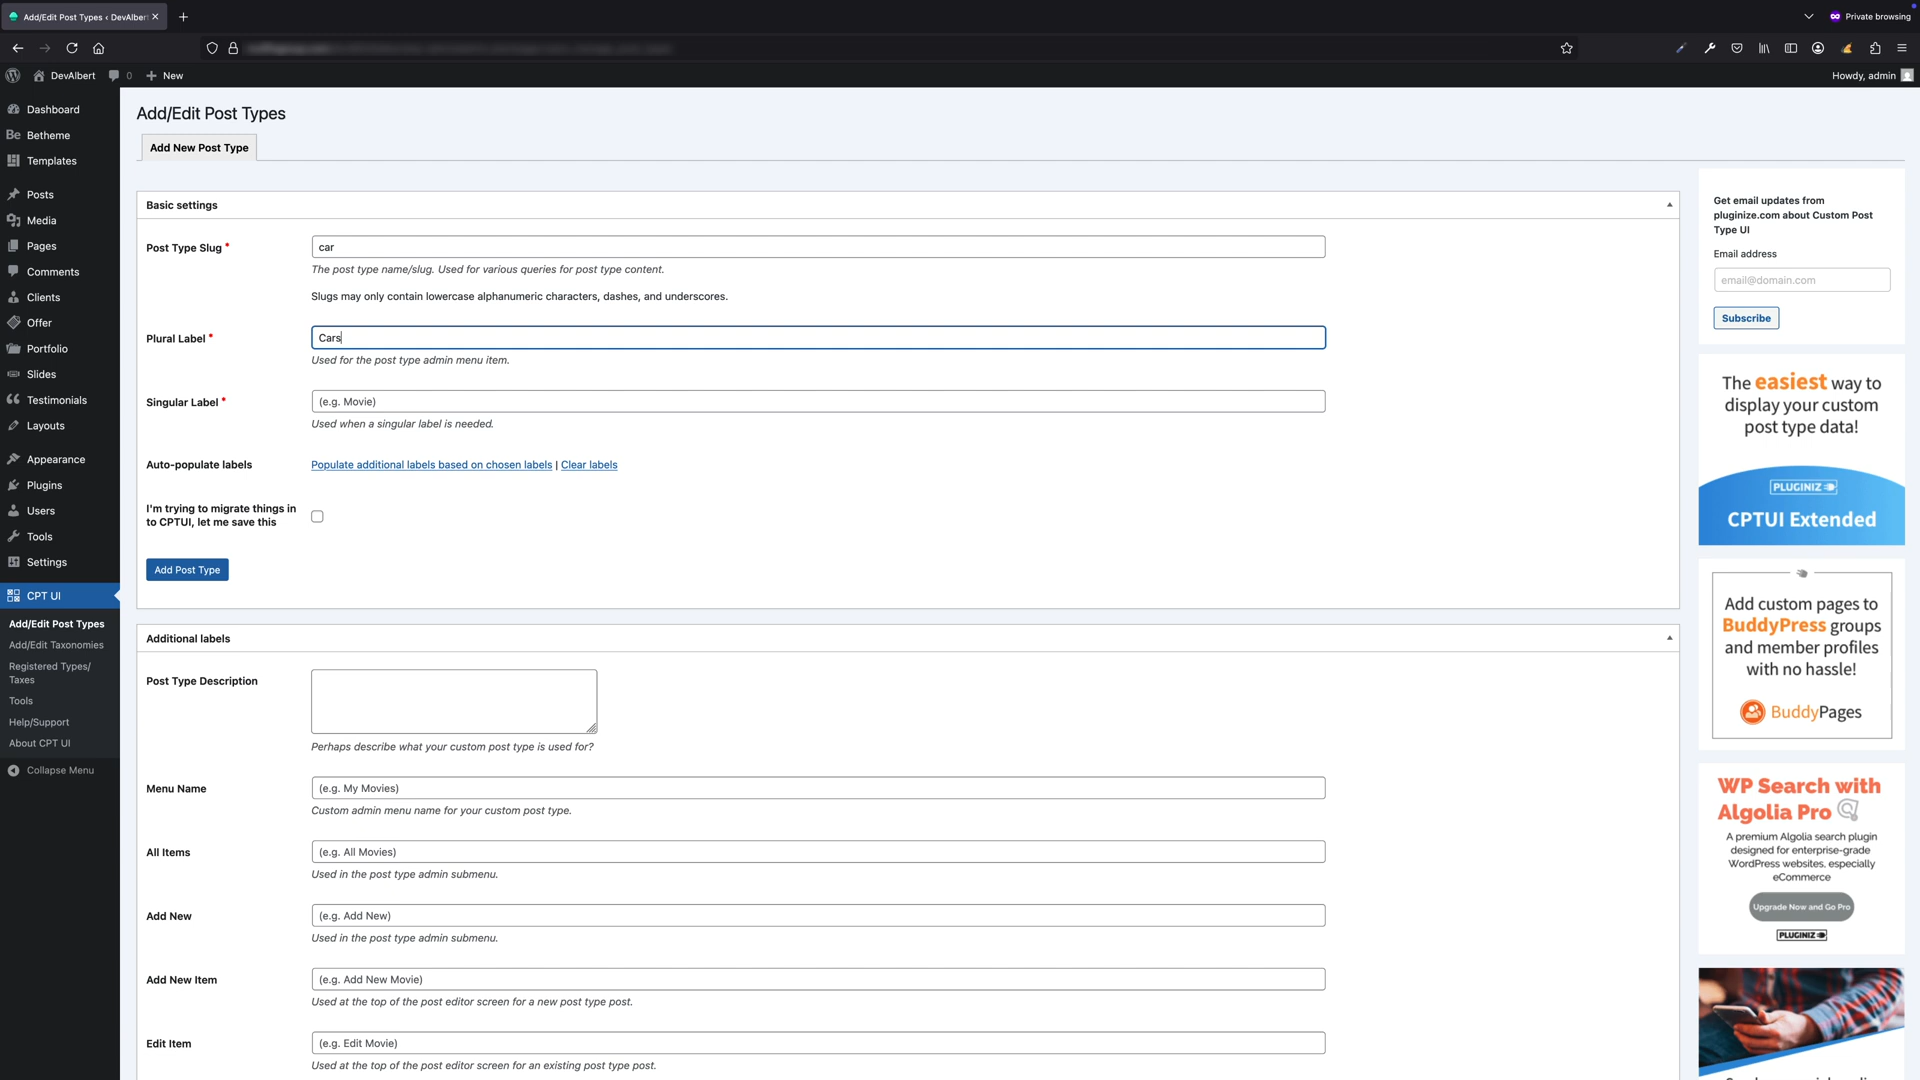 Add/Edit Post Types ‹ DevAlber
Private browsing
DevAlbert
0
New
Howdy, admin
Dashboard
Betheme
Templates
Posts
Media
Pages
Comments
Clients
Offer
Portfolio
Slides
Testimonials
Layouts
Appearance
Plugins
Users
Tools
Settings
CPT UI
Add/Edit Post Types
Add/Edit Taxonomies
Registered Types/
Taxes
Tools
Help/Support
About CPT UI
Collapse Menu
Add/Edit Post Types
Add New Post Type
Basic settings
Post Type Slug *
car
The post type name/slug. Used for various queries for post type content.
Slugs may only contain lowercase alphanumeric characters, dashes, and underscores.
Plural Label *
Cars
Used for the post type admin menu item.
Singular Label *
(e.g. Movie)
Used when a singular label is needed.
Auto-populate labels
Populate additional labels based on chosen labels | Clear labels
I'm trying to migrate things in
to CPTUI, let me save this
Add Post Type
Additional labels
Post Type Description
Perhaps describe what your custom post type is used for?
Menu Name
(e.g. My Movies)
Custom admin menu name for your custom post type.
All Items
(e.g. All Movies)
Used in the post type admin submenu.
Add New
(e.g. Add New)
Used in the post type admin submenu.
Add New Item
(e.g. Add New Movie)
Used at the top of the post editor screen for a new post type post.
Edit Item
(e.g. Edit Movie)
Used at the top of the post editor screen for an existing post type post.
Get email updates from
pluginize.com about Custom Post
Type UI
Email address
email@domain.com
Subscribe
The easiest way to
display your custom
post type data!
PLUGINIZ
CPTUI Extended
Add custom pages to
BuddyPress groups
and member profiles
with no hassle!
BuddyPages
WP Search with
Algolia Pro
A premium Algolia search plugin
designed for enterprise-grade
WordPress websites, especially
eCommerce
Upgrade Now and Go Pro
PLUGINIZ